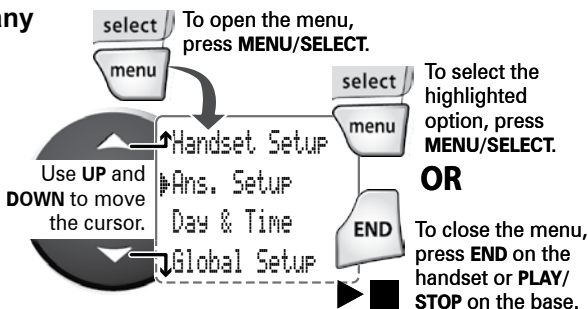 any
select
menu
To open the menu,
press MENU/SELECT.
Handset Setup
Ans. Setup
Day & Time
Global Setup
Use UP and
DOWN to move
the cursor.
select
menu
To select the
highlighted
option, press
MENU/SELECT.
OR
END
To close the menu,
press END on the
handset or PLAY/
STOP on the base.